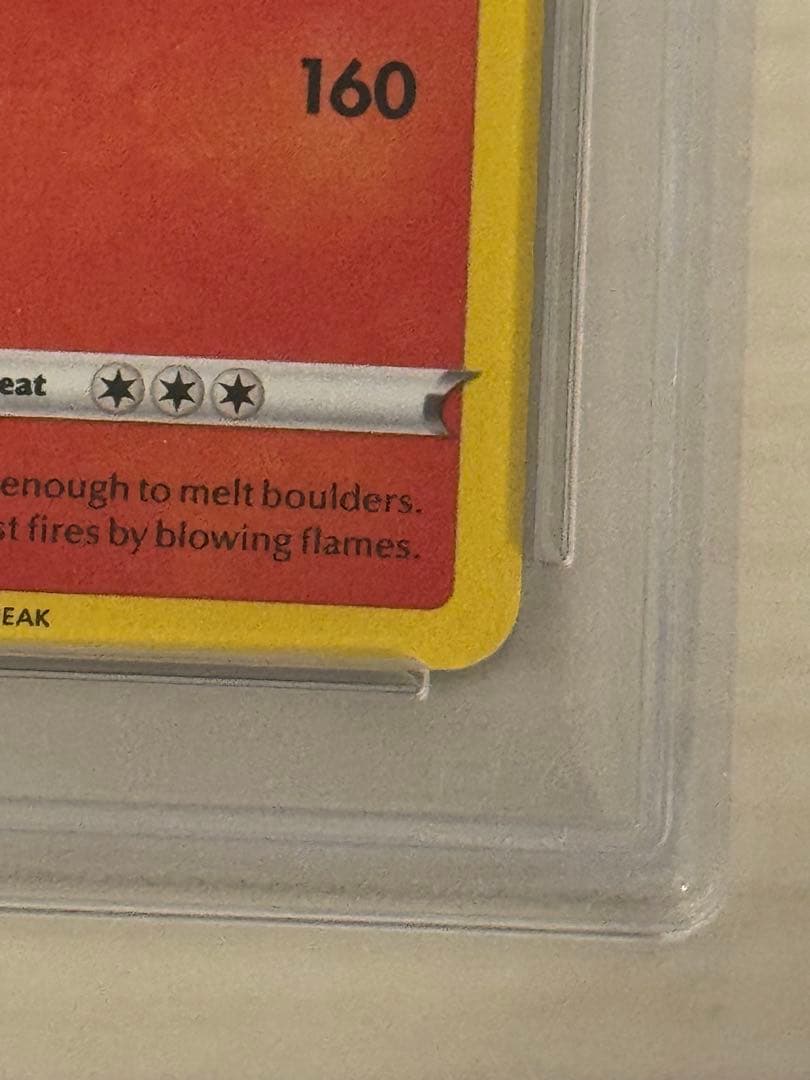 160
eat
enough to melt boulders.
st fires by blowing flames.
EAK